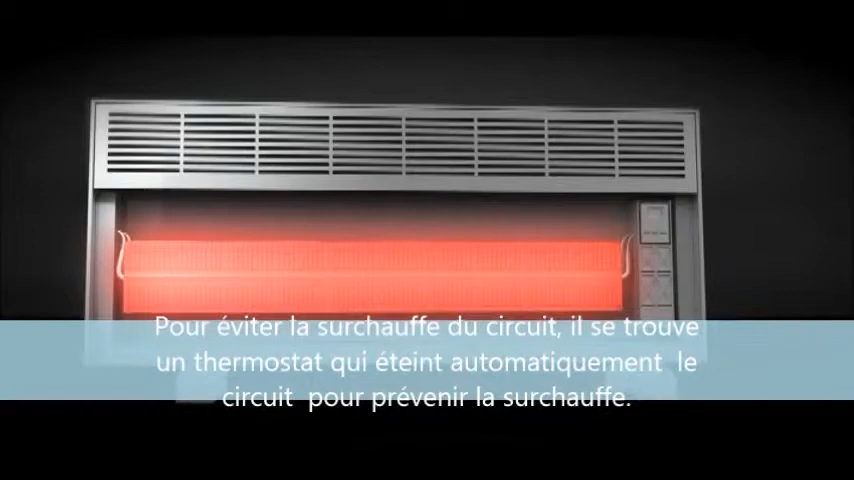 Pour éviter la surchauffe du circuit, il se trouve
un thermostat qui éteint automatiquement le
circuit pour prévenir la surchauffe.